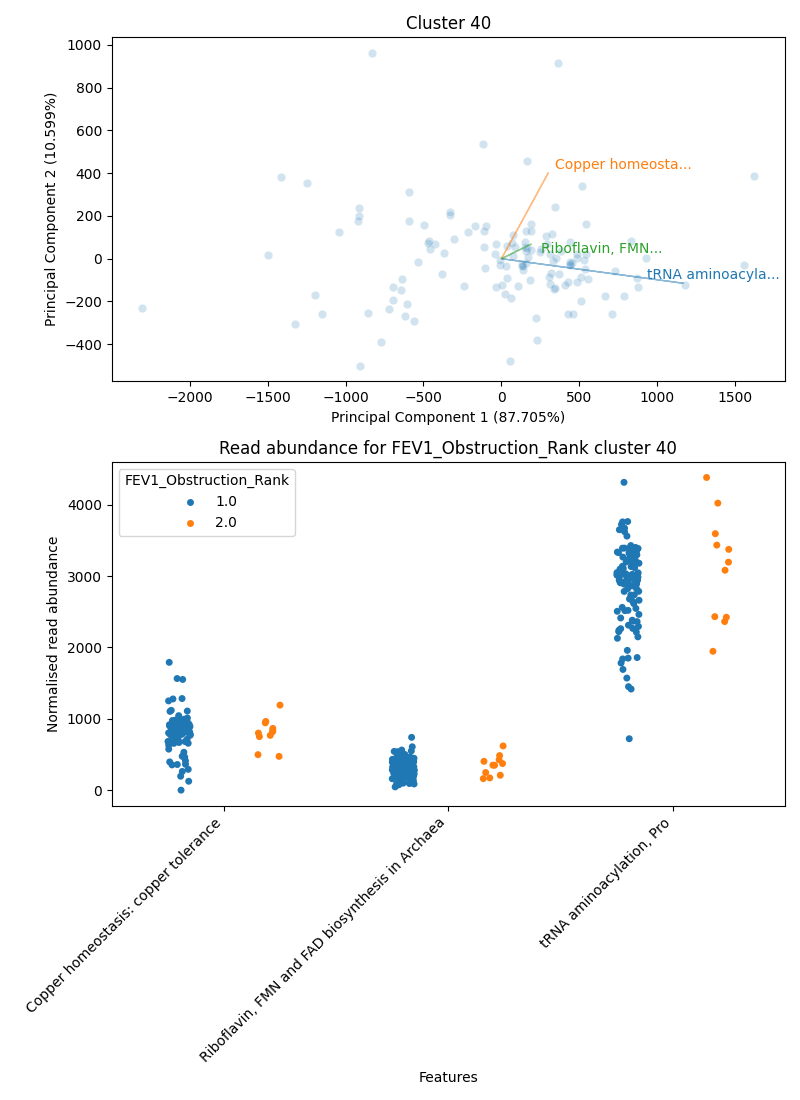 Cluster 40
1000
800
600
400
200
0
−200
−400
Principal Component 2 (10.599%)
Copper homeosta...
Riboflavin, FMN...
tRNA aminoacyla...
−2000 −1500 −1000 −500 0 500 1000 1500
Principal Component 1 (87.705%)
Read abundance for FEV1_Obstruction_Rank cluster 40
FEV1_Obstruction_Rank
1.0
2.0
4000
3000
2000
1000
0
Normalised read abundance
Copper homeostasis: copper tolerance
Riboflavin, FMN and FAD biosynthesis in Archaea
tRNA aminoacylation, Pro
Features